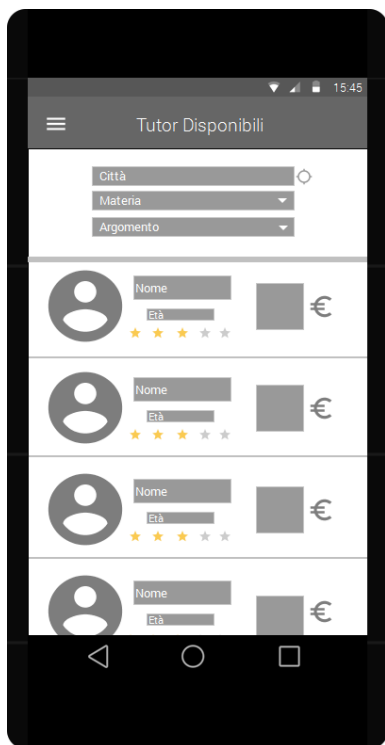 15:45
Tutor Disponibili
Città
Materia
Argomento
Nome
Età
€
Nome
Età
€
Nome
Età
€
Nome
Età
€